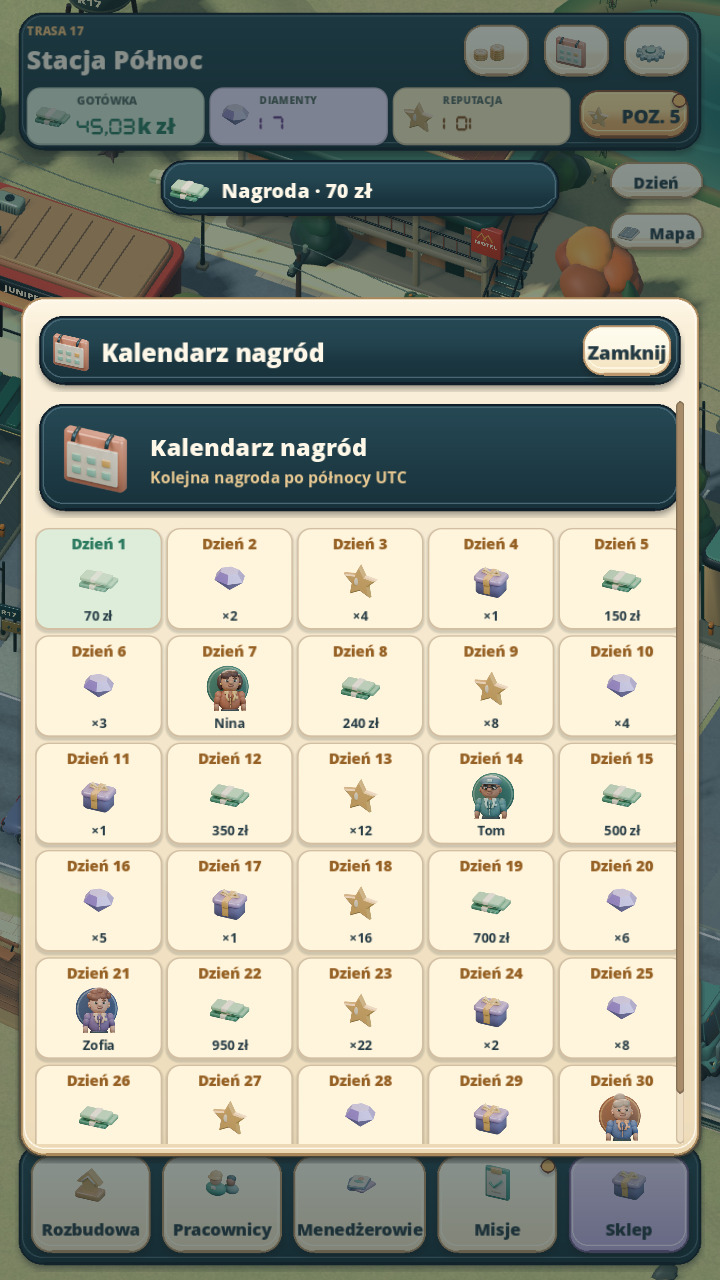 TRASA 17
Stacja Północ
GOTÓWKA
45,03k zł
DIAMENTY
17
REPUTACJA
101
POZ. 5
Nagroda · 70 zł
Dzień
Mapa
MOTEL
Kalendarz nagród
Zamknij
Kalendarz nagród
Kolejna nagroda po północy UTC
Dzień 1 Dzień 2 Dzień 3 Dzień 4 Dzień 5
70 zł ×2 ×4 ×1 150 zł
Dzień 6 Dzień 7 Dzień 8 Dzień 9 Dzień 10
×3 Nina 240 zł ×8 ×4
Dzień 11 Dzień 12 Dzień 13 Dzień 14 Dzień 15
×1 350 zł ×12 Tom 500 zł
Dzień 16 Dzień 17 Dzień 18 Dzień 19 Dzień 20
×5 ×1 ×16 700 zł ×6
Dzień 21 Dzień 22 Dzień 23 Dzień 24 Dzień 25
Zofia 950 zł ×22 ×2 ×8
Dzień 26 Dzień 27 Dzień 28 Dzień 29 Dzień 30
Rozbudowa Pracownicy Menedżerowie Misje Sklep